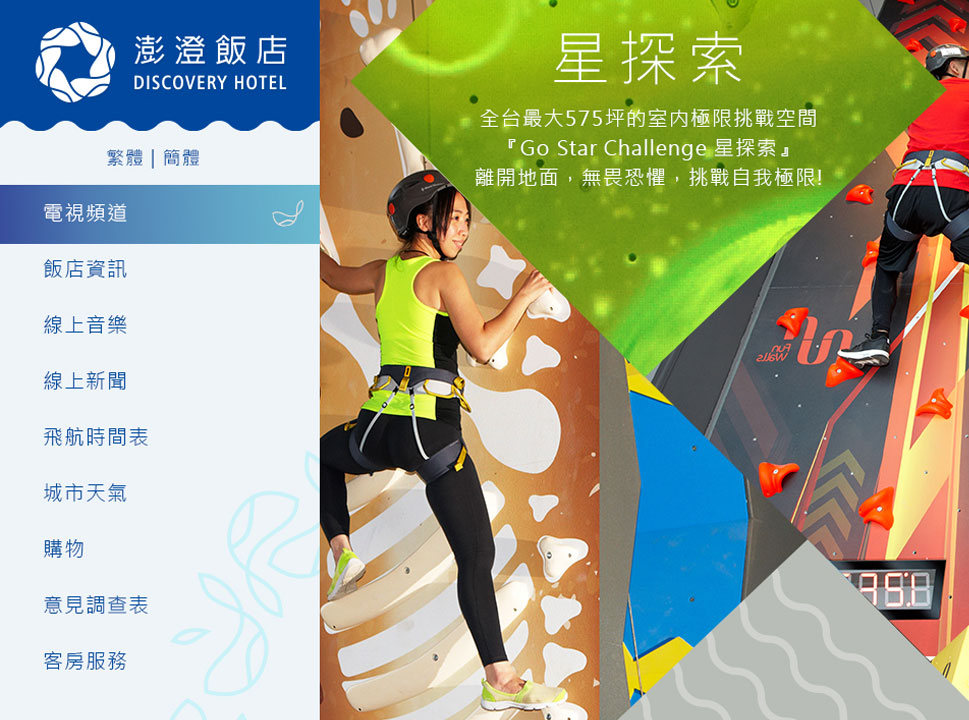 澎澄飯店
DISCOVERY HOTEL
繁體 | 簡體
電視頻道
飯店資訊
線上音樂
線上新聞
飛航時間表
城市天氣
購物
意見調查表
客房服務
星探索
全台最大575坪的室內極限挑戰空間
『Go Star Challenge 星探索』
離開地面，無畏恐懼，挑戰自我極限!
Fun
Walls